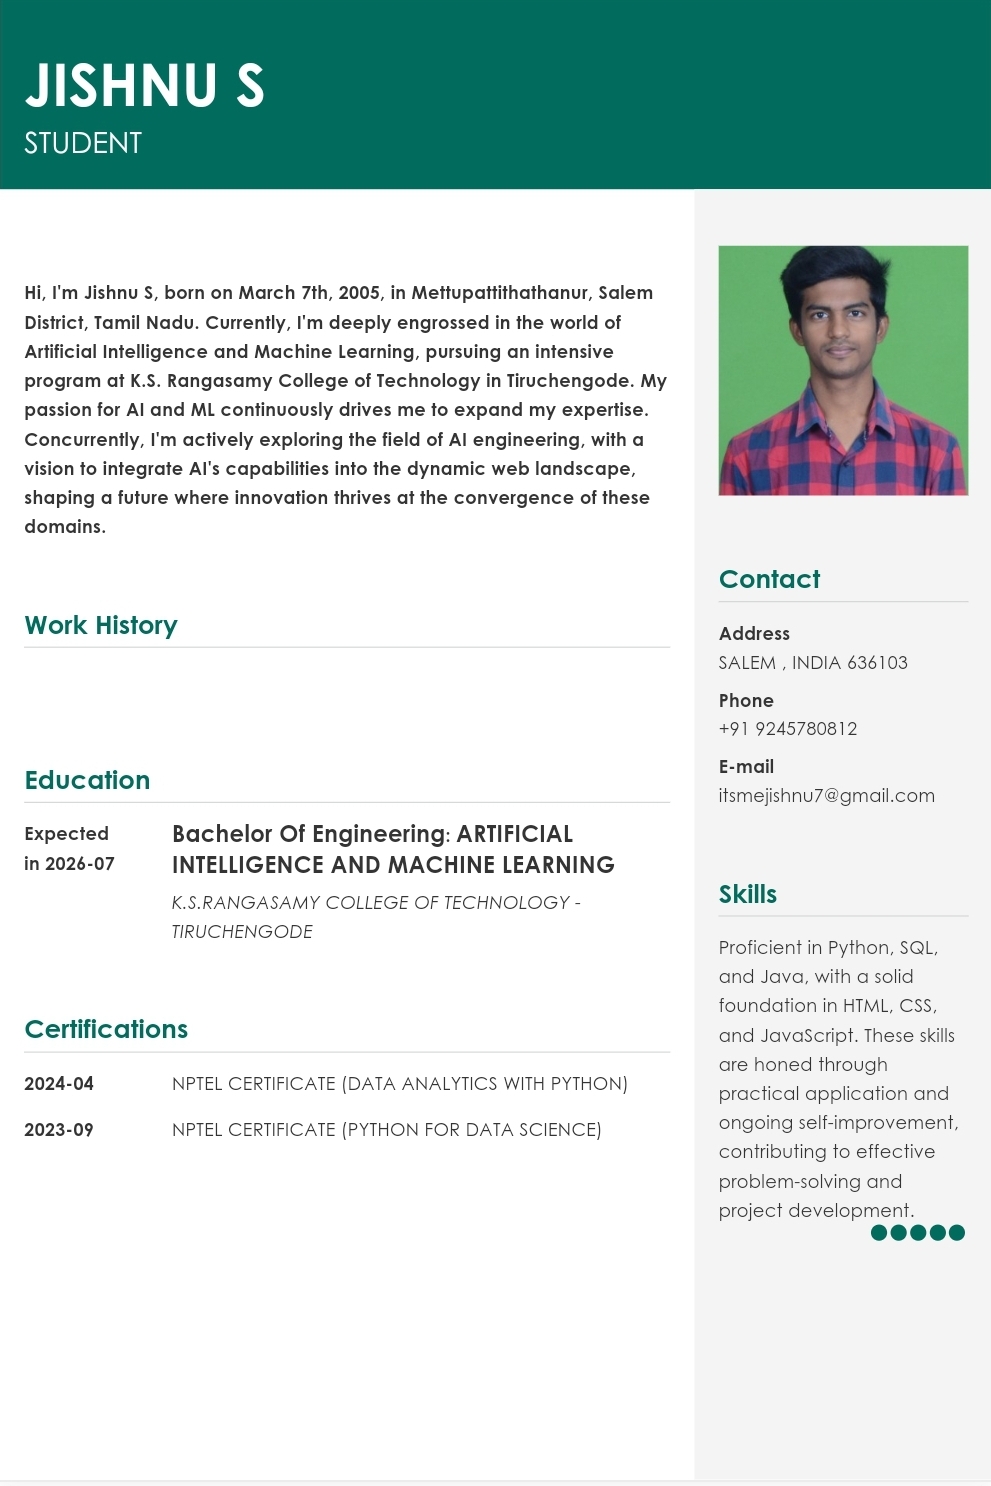 JISHNU S
STUDENT
Hi, I'm Jishnu S, born on March 7th, 2005, in Mettupattithathanur, Salem
District, Tamil Nadu. Currently, I'm deeply engrossed in the world of
Artificial Intelligence and Machine Learning, pursuing an intensive
program at K.S. Rangasamy College of Technology in Tiruchengode. My
passion for AI and ML continuously drives me to expand my expertise.
Concurrently, I'm actively exploring the field of AI engineering, with a
vision to integrate AI's capabilities into the dynamic web landscape,
shaping a future where innovation thrives at the convergence of these
domains.
Work History
Education
Expected
in 2026-07
Bachelor Of Engineering: ARTIFICIAL
INTELLIGENCE AND MACHINE LEARNING
K.S.RANGASAMY COLLEGE OF TECHNOLOGY -
TIRUCHENGODE
Certifications
2024-04 NPTEL CERTIFICATE (DATA ANALYTICS WITH PYTHON)
2023-09 NPTEL CERTIFICATE (PYTHON FOR DATA SCIENCE)
Contact
Address
SALEM , INDIA 636103
Phone
+91 9245780812
E-mail
itsmejishnu7@gmail.com
Skills
Proficient in Python, SQL,
and Java, with a solid
foundation in HTML, CSS,
and JavaScript. These skills
are honed through
practical application and
ongoing self-improvement,
contributing to effective
problem-solving and
project development.